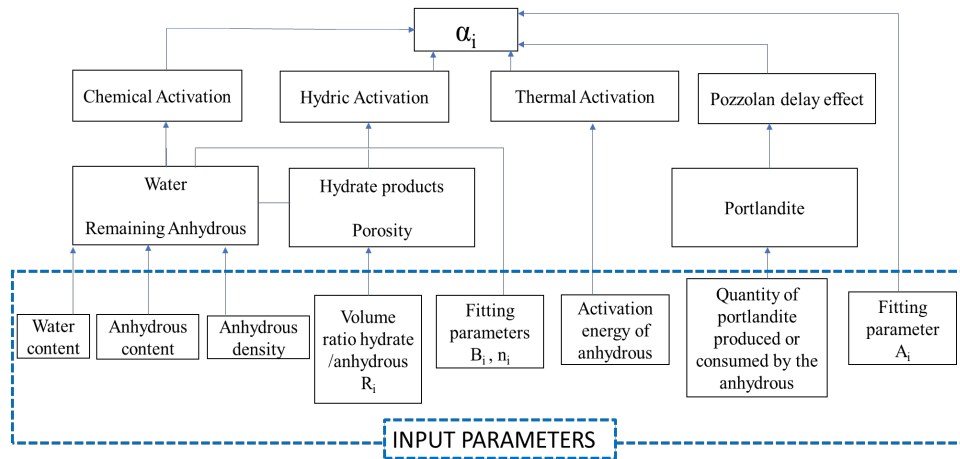 αi
Chemical Activation
Hydric Activation
Thermal Activation
Pozzolan delay effect
Water
Remaining Anhydrous
Hydrate products
Porosity
Portlandite
Water
content
Anhydrous
content
Anhydrous
density
Volume
ratio hydrate
/anhydrous
Ri
Fitting
parameters
Bi , ni
Activation
energy of
anhydrous
Quantity of
portlandite
produced or
consumed by the
anhydrous
Fitting
parameter
Ai
INPUT PARAMETERS